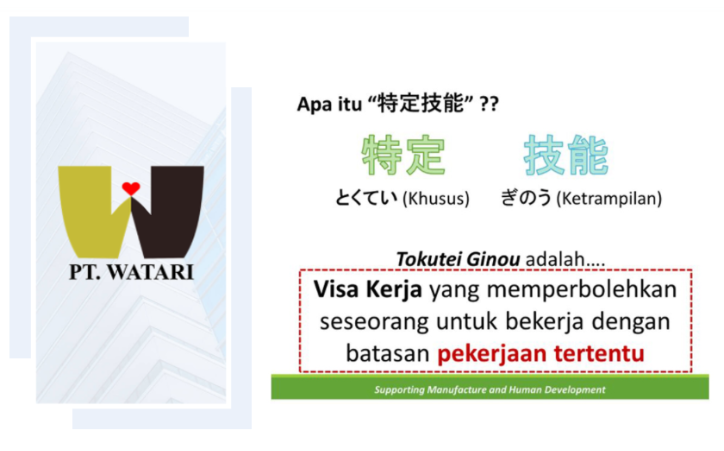 PT. WATARI
Apa itu “特定技能” ??
特定 技能
とくてい (Khusus) ぎのう (Ketrampilan)
Tokutei Ginou adalah....
Visa Kerja yang memperbolehkan
seseorang untuk bekerja dengan
batasan pekerjaan tertentu
Supporting Manufacture and Human Development